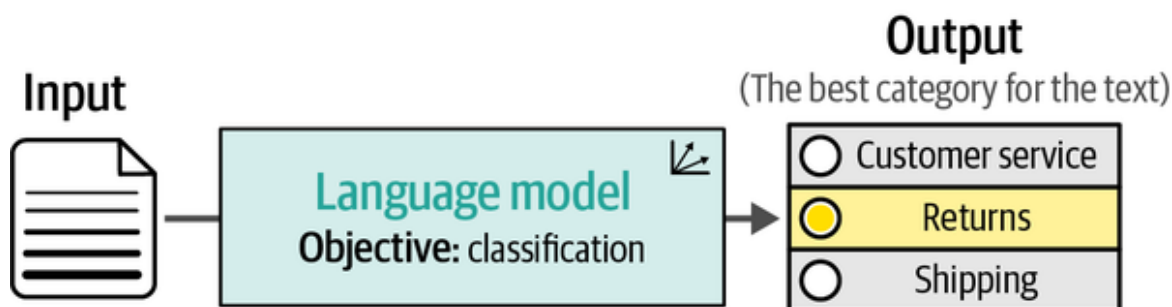 Input
Language model
Objective: classification
Output
(The best category for the text)
Customer service
Returns
Shipping